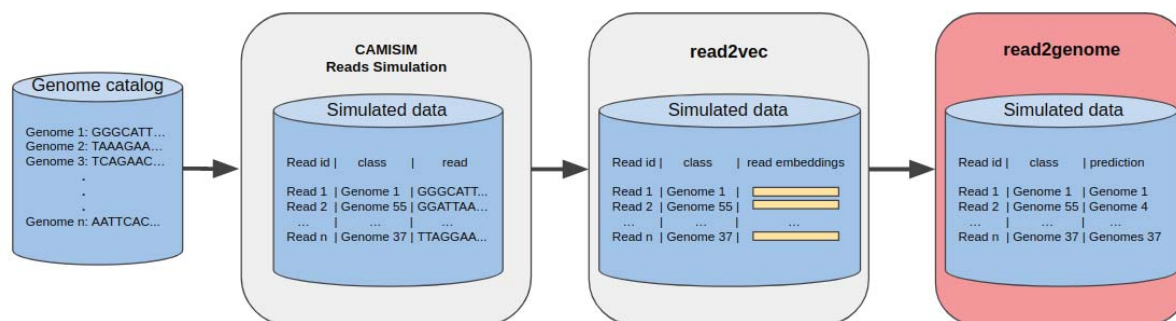 Genome catalog
Genome 1: GGGCATT...
Genome 2: TAAAGAA...
Genome 3: TCAGAAC...
.
.
.
Genome n: AATTCAC...
CAMISIM
Reads Simulation
Simulated data
Read id | class | read
Read 1 | Genome 1 | GGGCATT...
Read 2 | Genome 55 | GGATTAA...
... | ... | ...
Read n | Genome 37 | TTAGGAA...
read2vec
Simulated data
Read id | class | read embeddings
Read 1 | Genome 1 |
Read 2 | Genome 55 |
... | ... | ...
Read n | Genome 37 |
read2genome
Simulated data
Read id | class | prediction
Read 1 | Genome 1 | Genome 1
Read 2 | Genome 55 | Genome 4
... | ... | ...
Read n | Genome 37 | Genomes 37